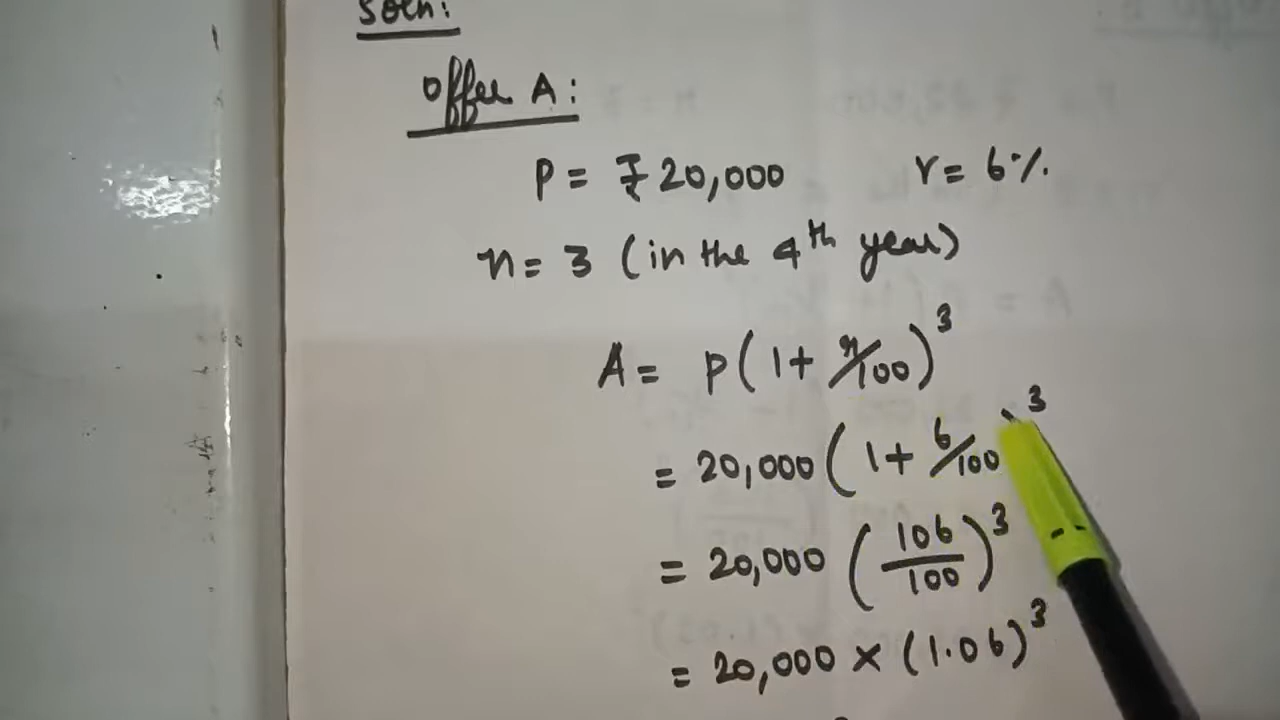 Soln:
Offer A:
P = ₹ 20,000 r = 6%
n = 3 (in the 4th year)
A = P(1 + r/100)^3
= 20,000 (1 + 6/100)^3
= 20,000 (106/100)^3
= 20,000 × (1.06)^3